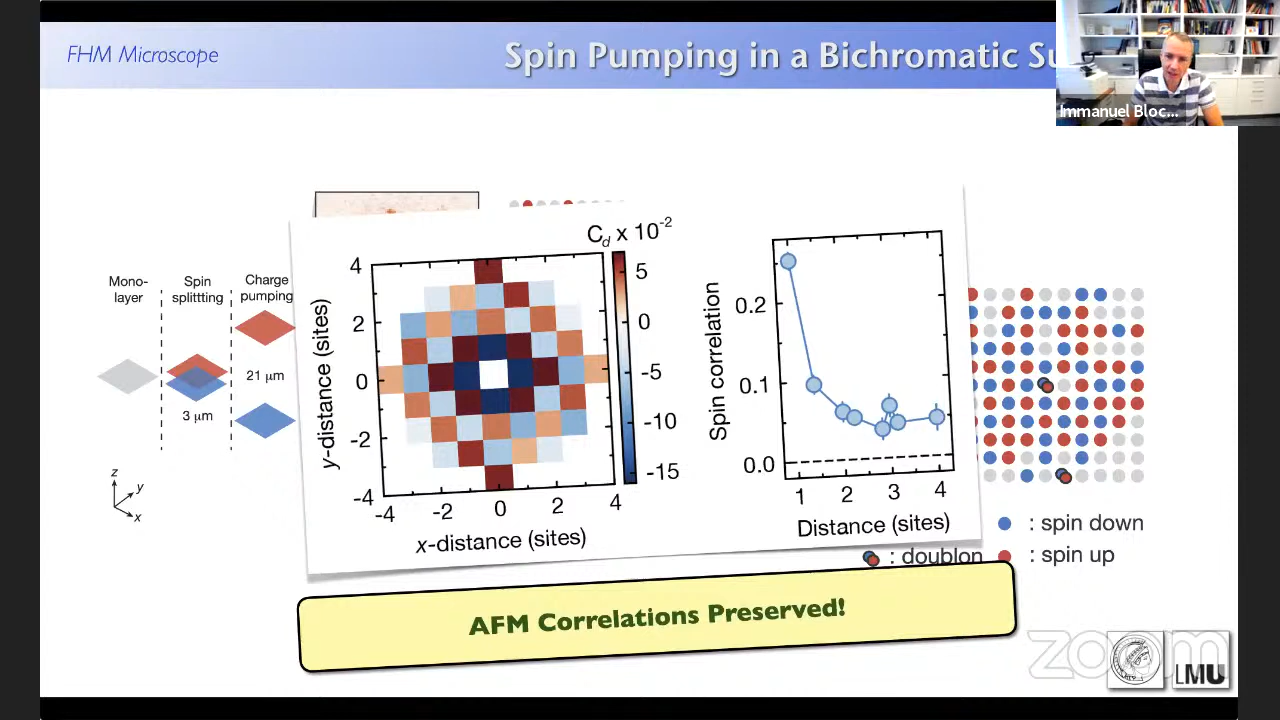 FHM Microscope
Spin Pumping in a Bichromatic Su
Immanuel Bloc...
Mono-
layer
Spin
splittting
Charge
pumping
21 μm
3 μm
z
y
x
C_d x 10^-2
5
0
-5
-10
-15
y-distance (sites)
4
2
0
-2
-4
-4
-2
0
2
4
x-distance (sites)
Spin correlation
0.2
0.1
0.0
1
2
3
4
Distance (sites)
: spin down
: doublon
: spin up
AFM Correlations Preserved!
zoom
LMU